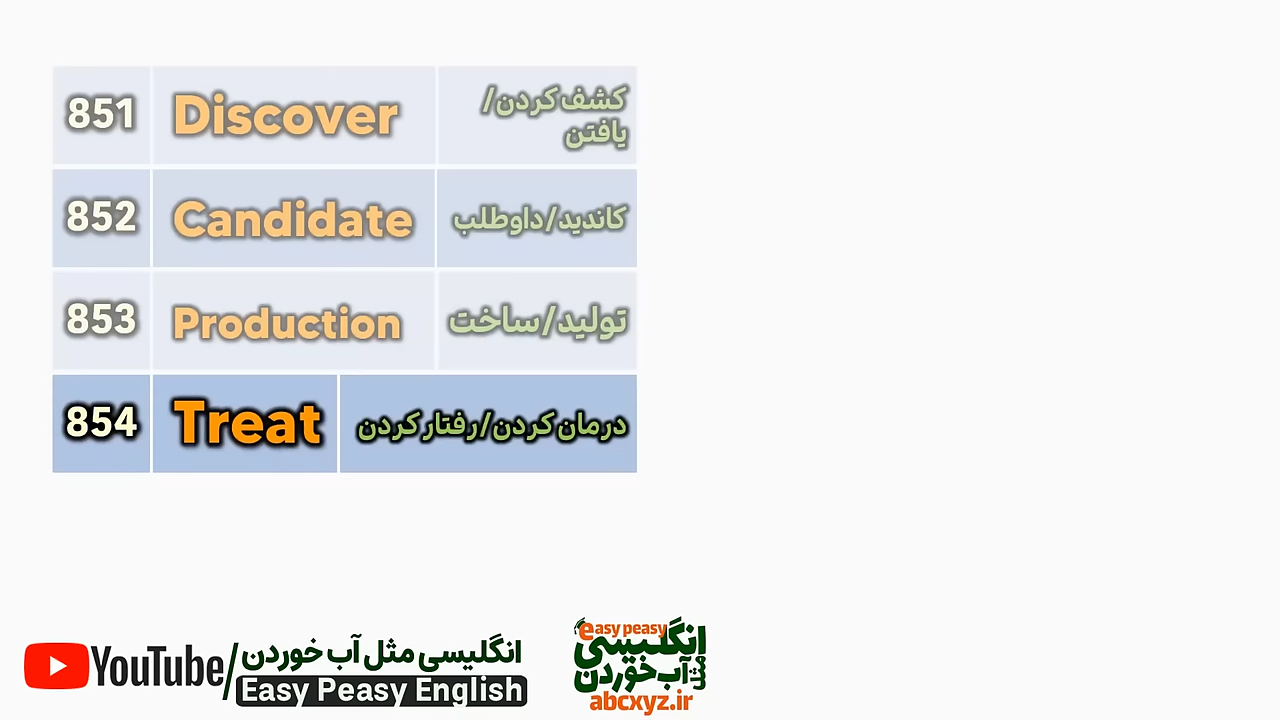 851 Discover کشف کردن/
یافتن
852 Candidate کاندید/داوطلب
853 Production تولید/ساخت
854 Treat درمان کردن/رفتار کردن
YouTube/انگلیسی مثل آب خوردن
Easy Peasy English
easy peasy
انگلیسی
مثل آب خوردن
abcxyz.ir